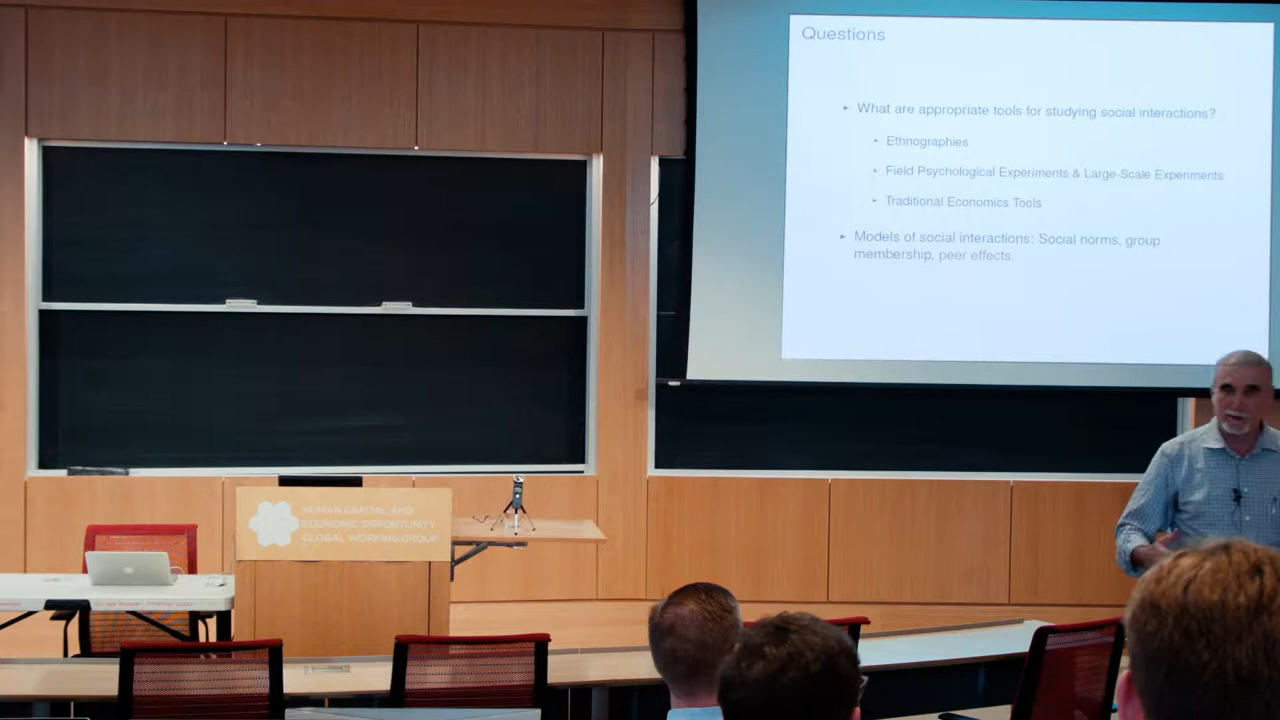 Questions
What are appropriate tools for studying social interactions?
Ethnographies
Field Psychological Experiments & Large-Scale Experiments
Traditional Economics Tools
Models of social interactions: Social norms, group
membership, peer effects.
HUMAN CAPITAL AND
ECONOMIC OPPORTUNITY
GLOBAL WORKING GROUP